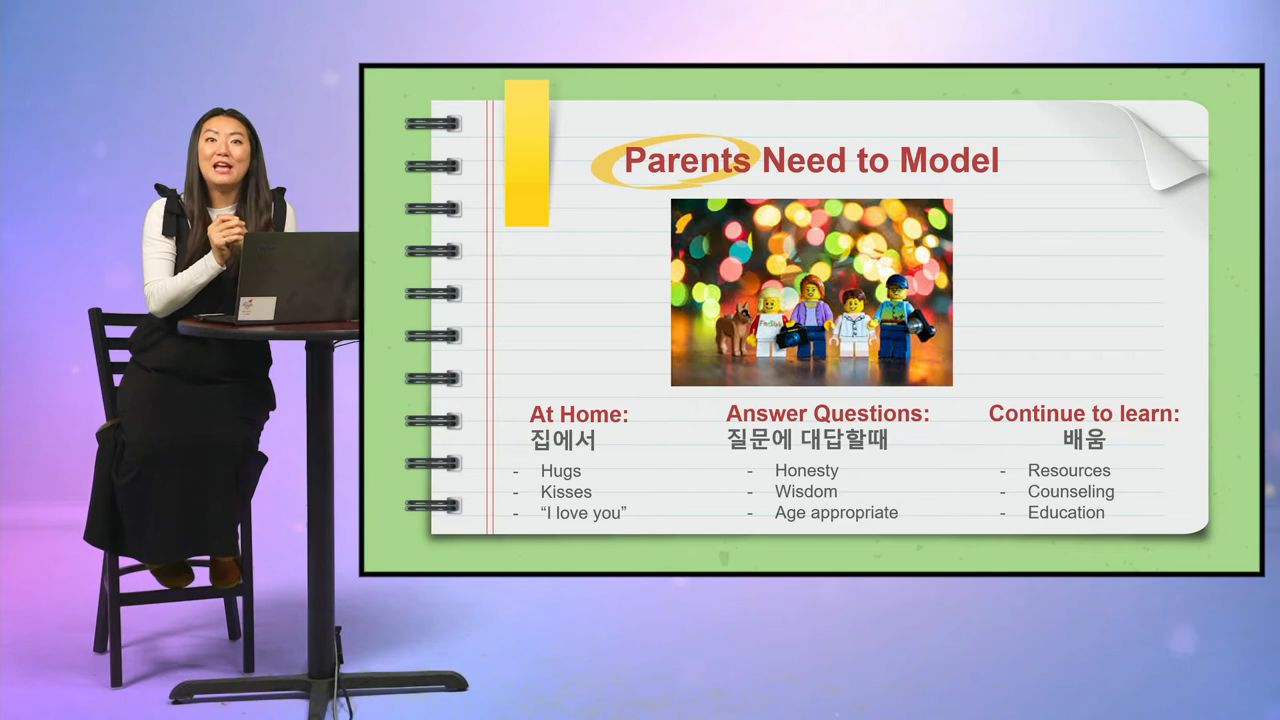 Parents Need to Model
At Home:
집에서
- Hugs
- Kisses
- “I love you”
Answer Questions:
질문에 대답할때
- Honesty
- Wisdom
- Age appropriate
Continue to learn:
배움
- Resources
- Counseling
- Education